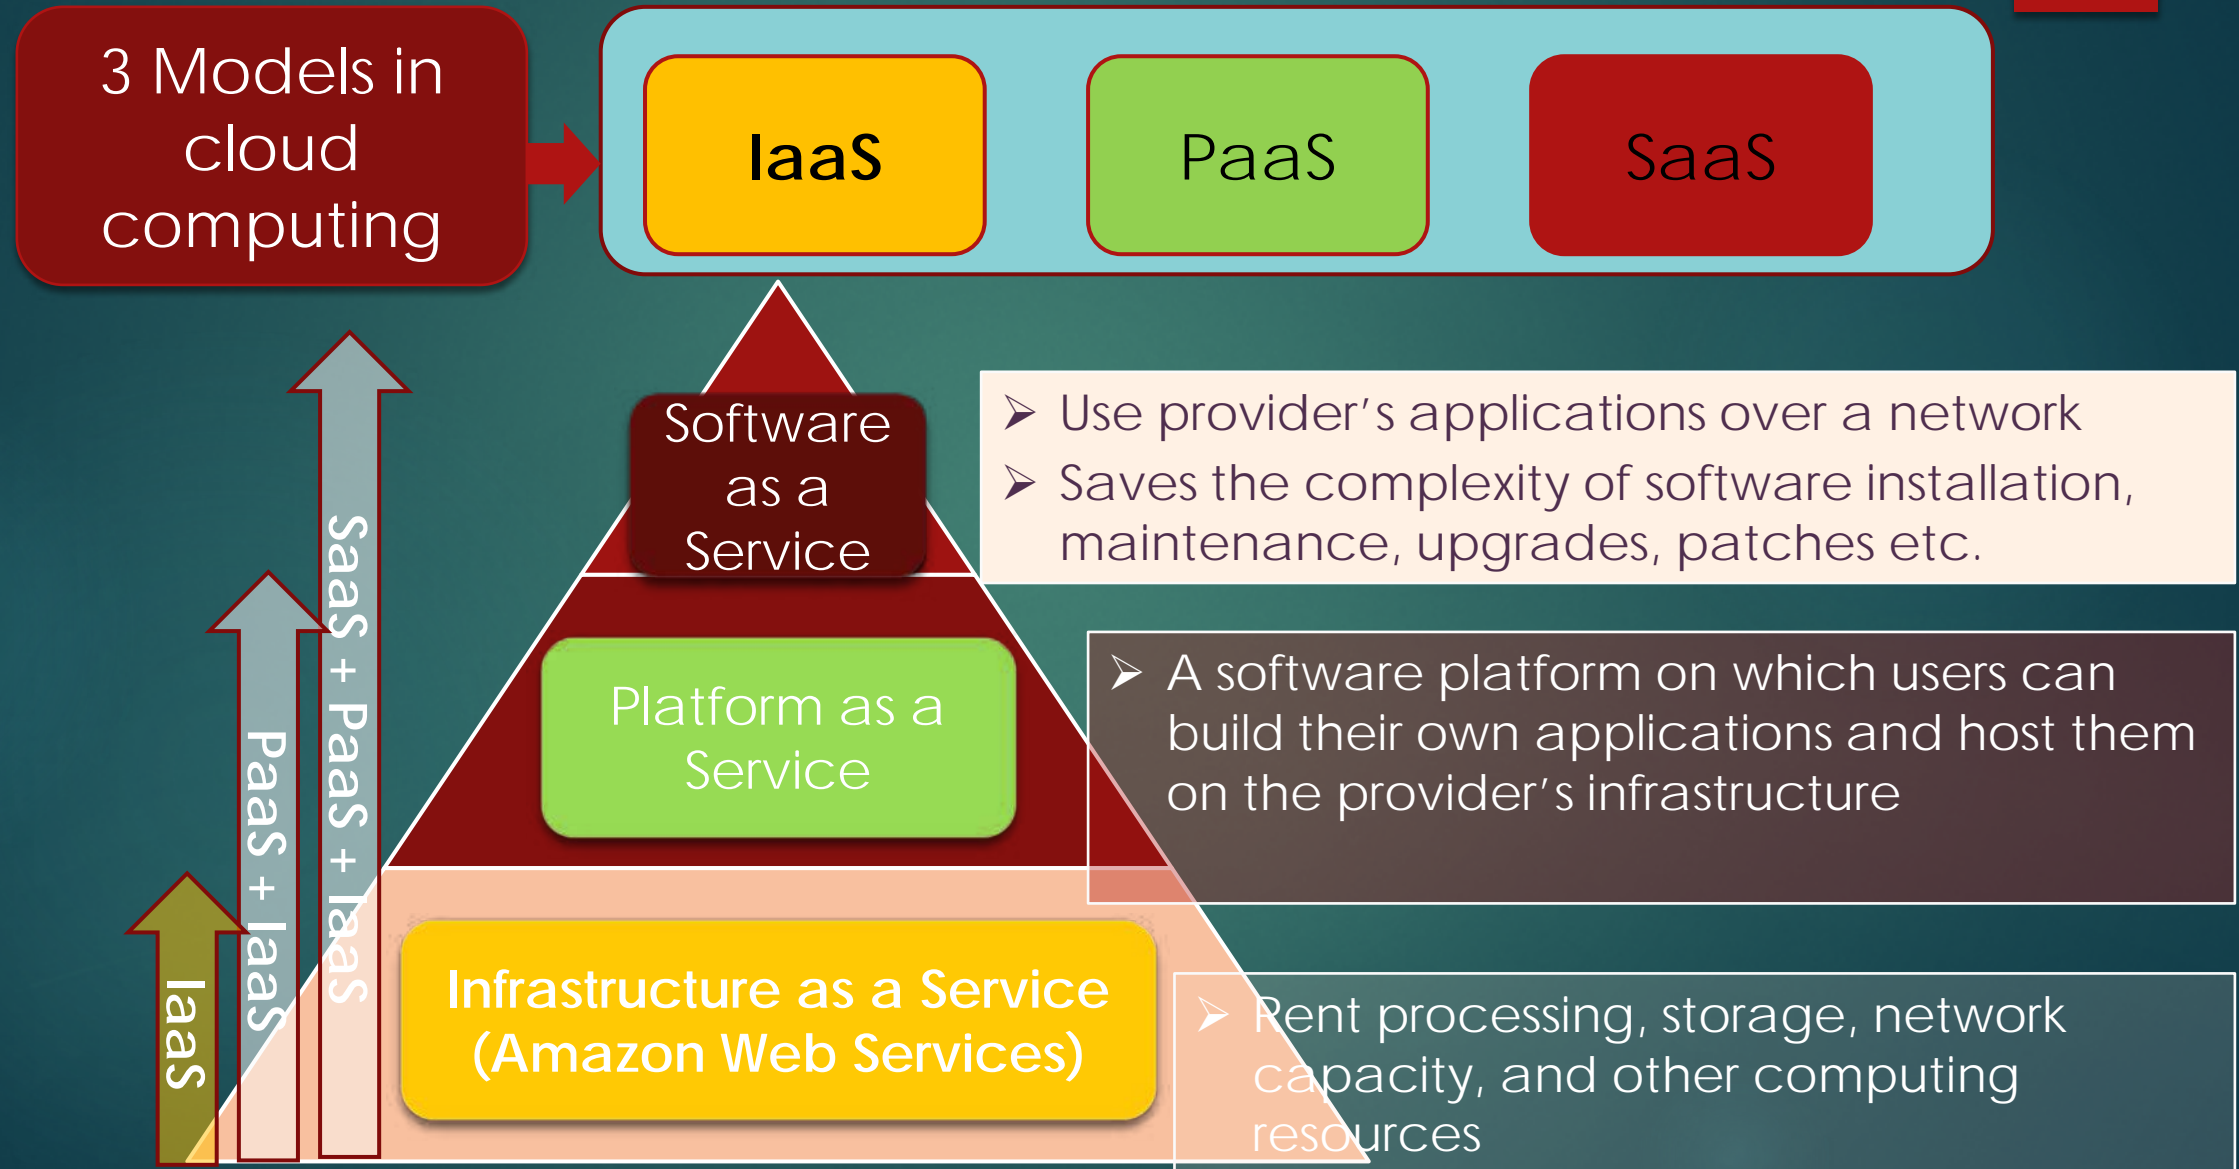 3 Models in
cloud
computing
IaaS
PaaS
SaaS
Software
as a
Service
➢ Use provider’s applications over a network
➢ Saves the complexity of software installation,
maintenance, upgrades, patches etc.
Platform as a
Service
➢ A software platform on which users can
build their own applications and host them
on the provider’s infrastructure
Infrastructure as a Service
(Amazon Web Services)
➢ Rent processing, storage, network
capacity, and other computing
resources
IaaS
PaaS + IaaS
SaaS + PaaS + IaaS